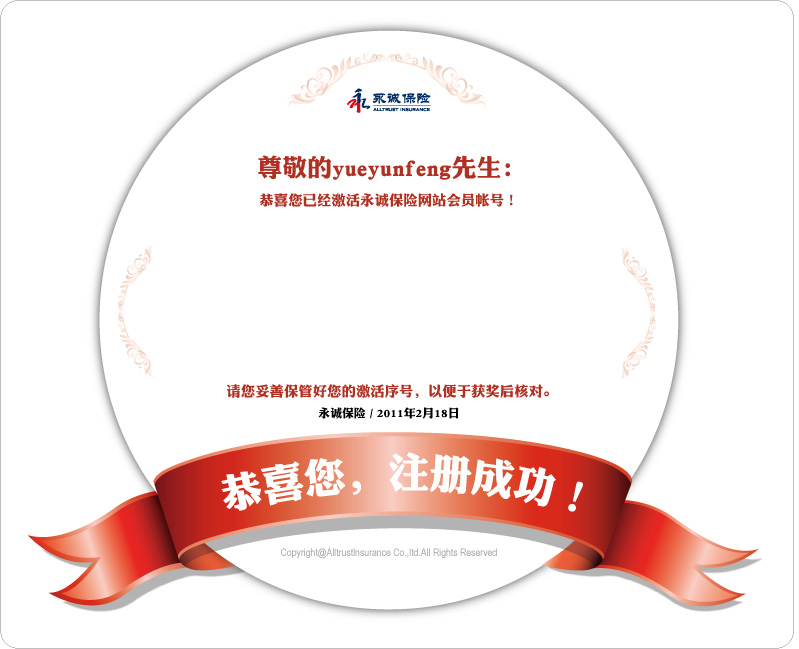 永诚保险
ALLTRUST INSURANCE
尊敬的yueyunfeng先生：
恭喜您已经激活永诚保险网站会员帐号！
请您妥善保管好您的激活序号，以便于获奖后核对。
永诚保险 / 2011年2月18日
恭喜您，注册成功！
Copyright@AlltrustInsurance Co.,ltd.All Rights Reserved